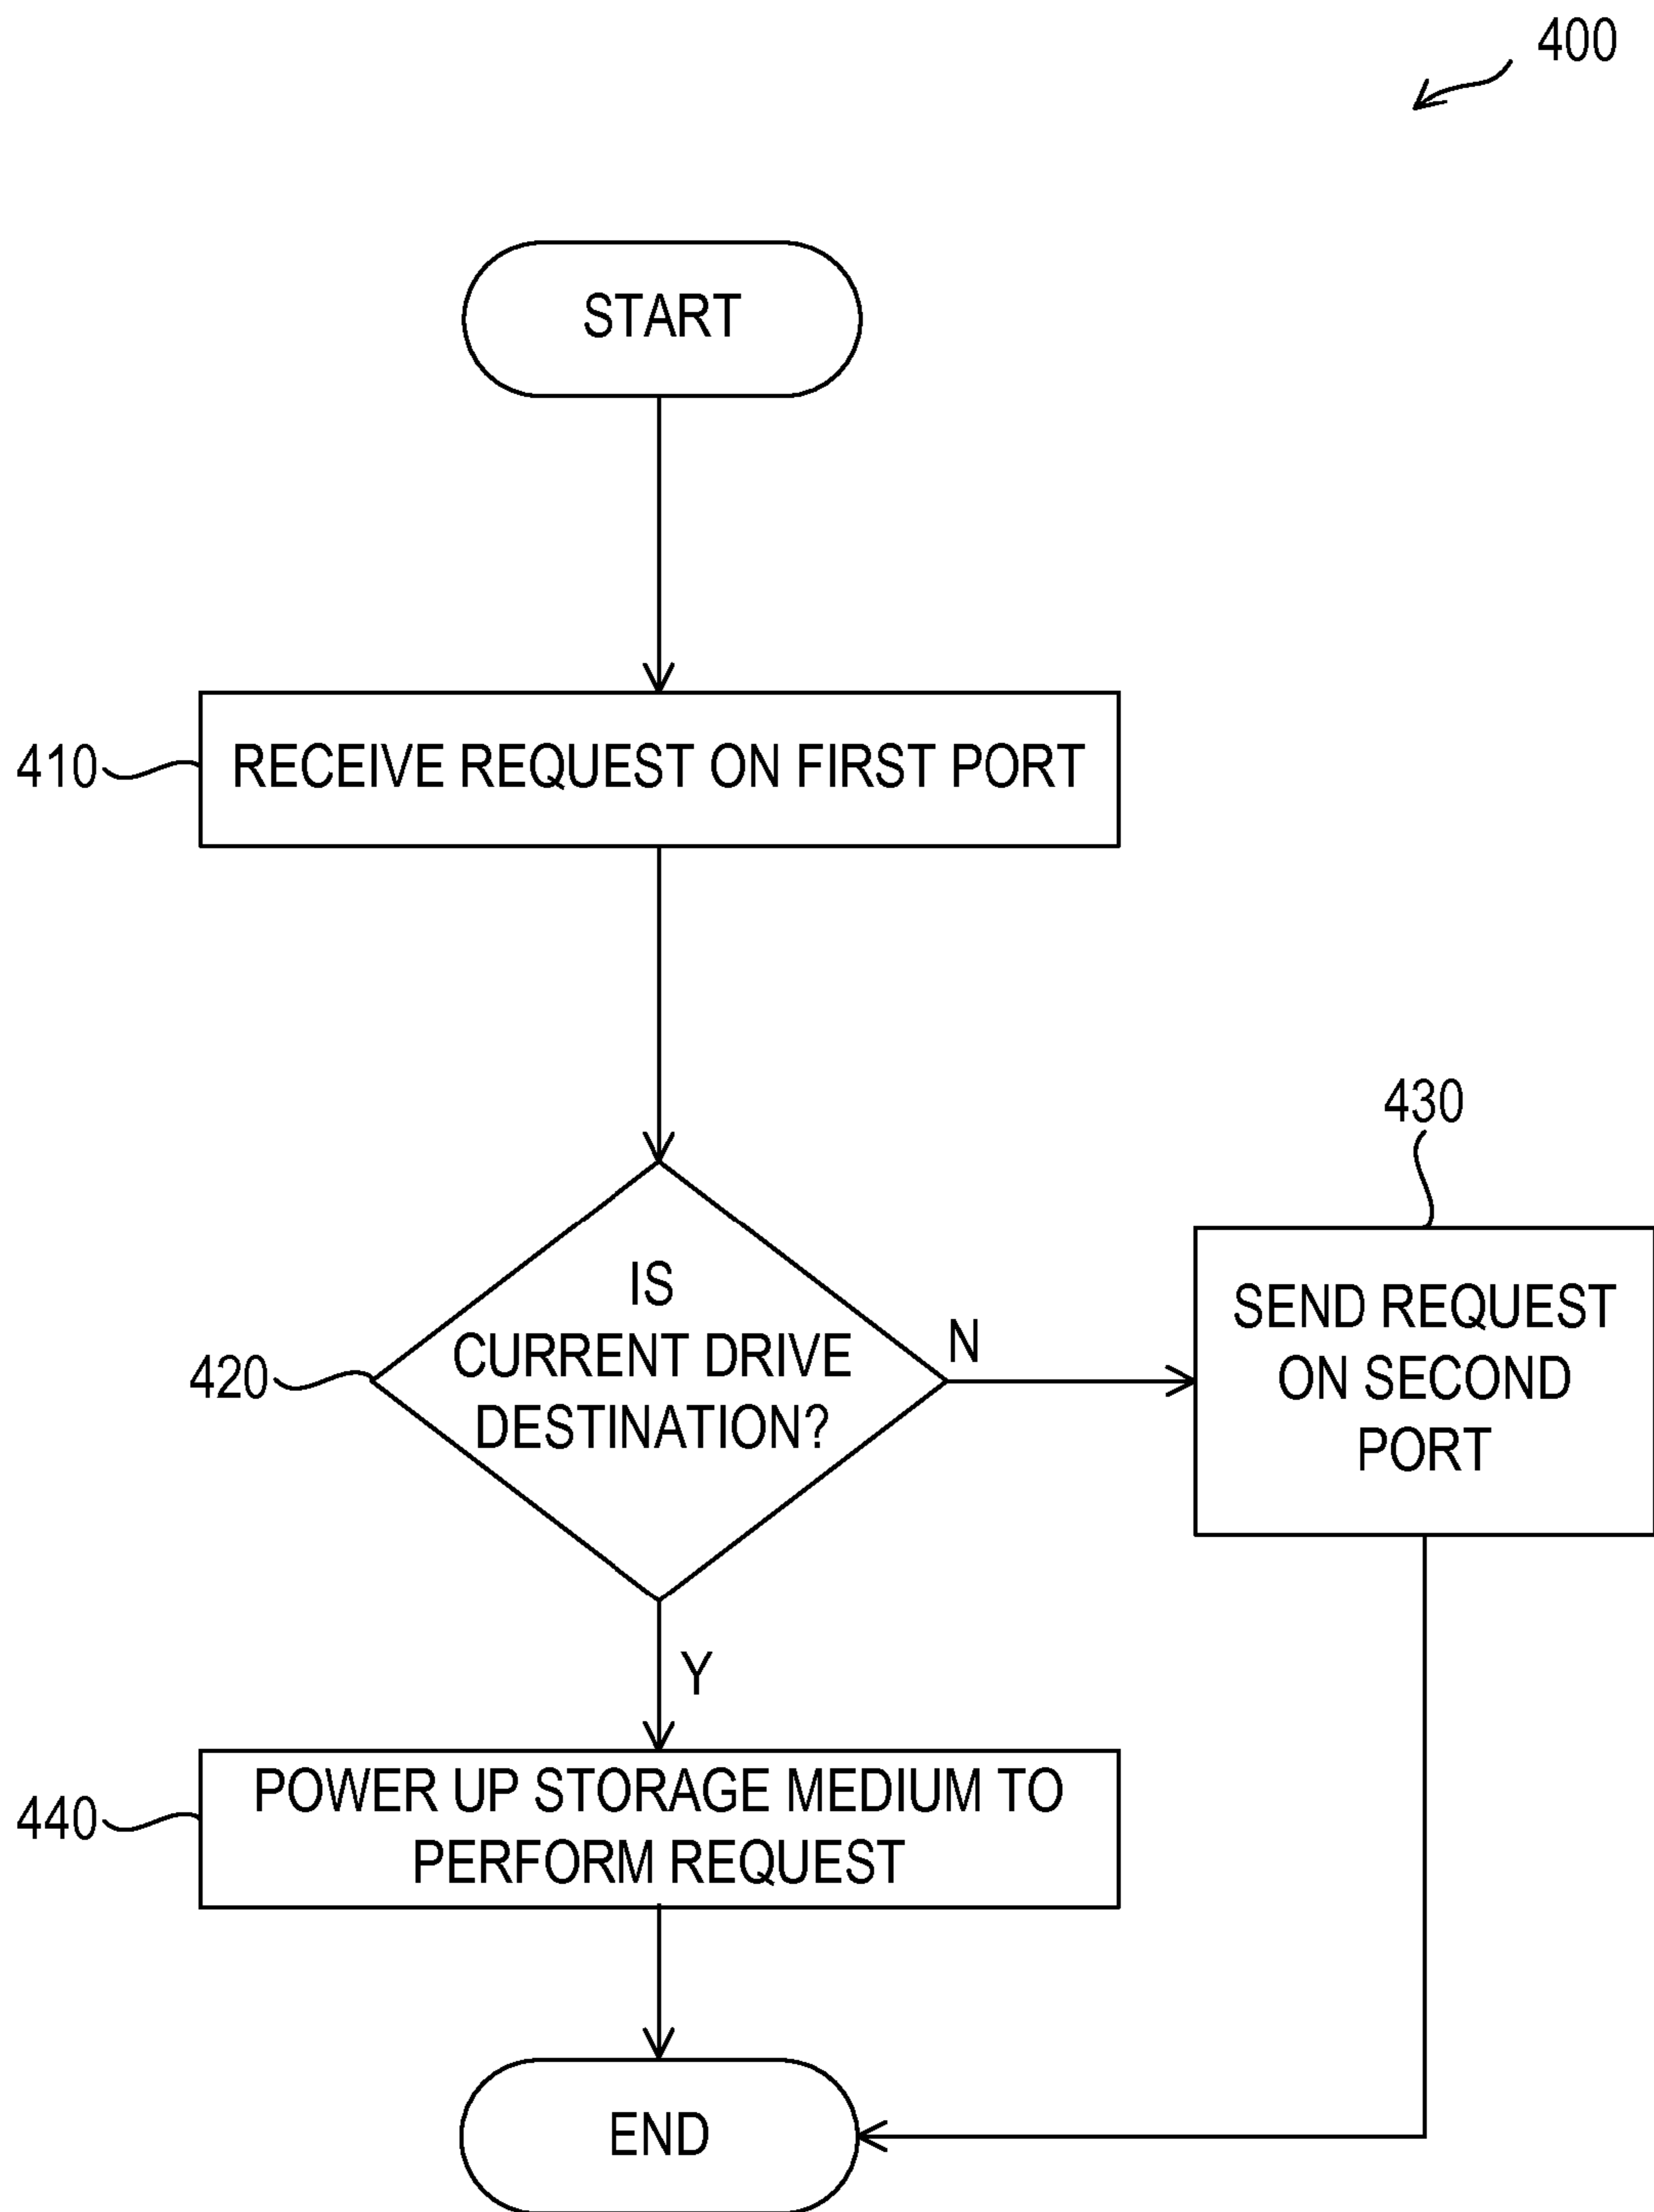 400
START
410
RECEIVE REQUEST ON FIRST PORT
420
IS
CURRENT DRIVE
DESTINATION?
N
430
SEND REQUEST
ON SECOND
PORT
Y
440
POWER UP STORAGE MEDIUM TO
PERFORM REQUEST
END